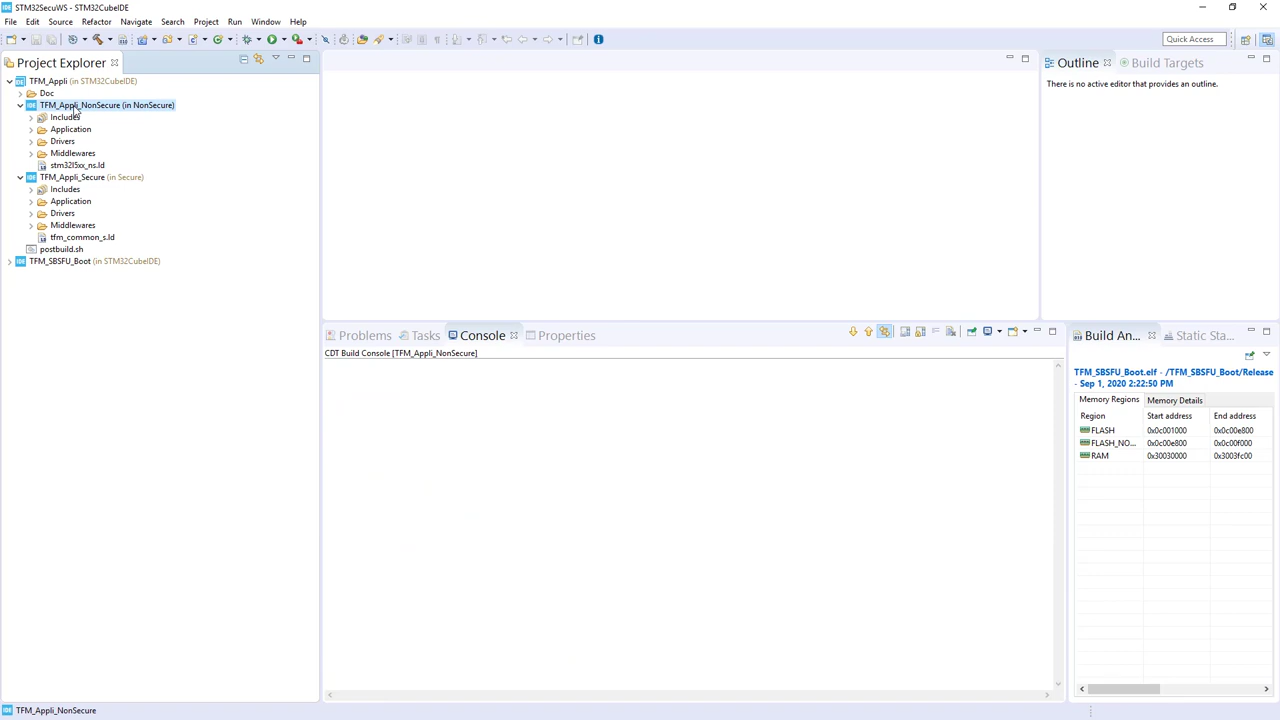 STM32SecuWS - STM32CubeIDE
File Edit Source Refactor Navigate Search Project Run Window Help
Quick Access
Project Explorer
TFM_Appli (in STM32CubeIDE)
Doc
TFM_Appli_NonSecure (in NonSecure)
Includes
Application
Drivers
Middlewares
stm32l5xx_ns.ld
TFM_Appli_Secure (in Secure)
Includes
Application
Drivers
Middlewares
tfm_common_s.ld
postbuild.sh
TFM_SBSFU_Boot (in STM32CubeIDE)
Outline Build Targets
There is no active editor that provides an outline.
Problems Tasks Console Properties
CDT Build Console [TFM_Appli_NonSecure]
Build An... Static Sta...
TFM_SBSFU_Boot.elf - /TFM_SBSFU_Boot/Release
- Sep 1, 2020 2:22:50 PM
Memory Regions Memory Details
Region Start address End address
FLASH 0x0c001000 0x0c00e800
FLASH_NO... 0x0c00e800 0x0c00f000
RAM 0x30030000 0x3003fc00
TFM_Appli_NonSecure